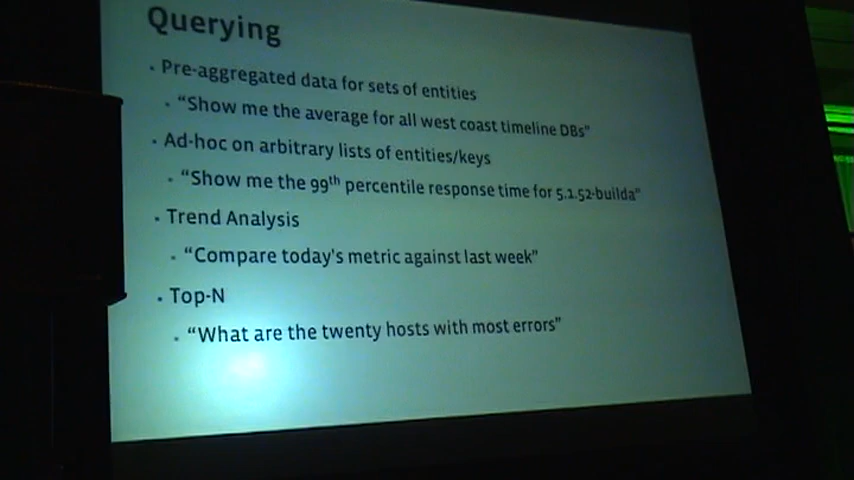 Querying
• Pre-aggregated data for sets of entities
• “Show me the average for all west coast timeline DBs”
• Ad-hoc on arbitrary lists of entities/keys
• “Show me the 99th percentile response time for 5.1.52-builda”
• Trend Analysis
• “Compare today's metric against last week”
• Top-N
• “What are the twenty hosts with most errors”